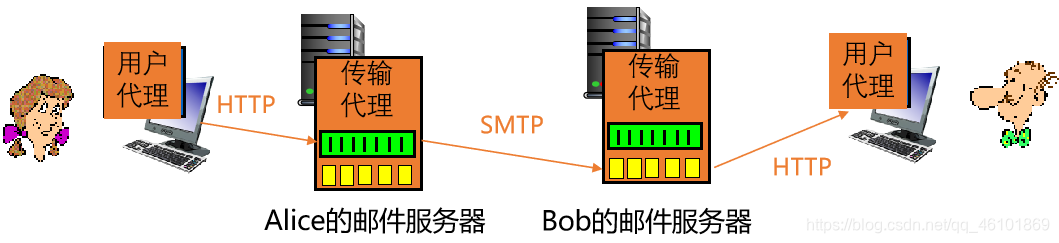 用户
代理
HTTP
传输
代理
SMTP
传输
代理
HTTP
用户
代理
Alice的邮件服务器
Bob的邮件服务器
https://blog.csdn.net/qq_46101869